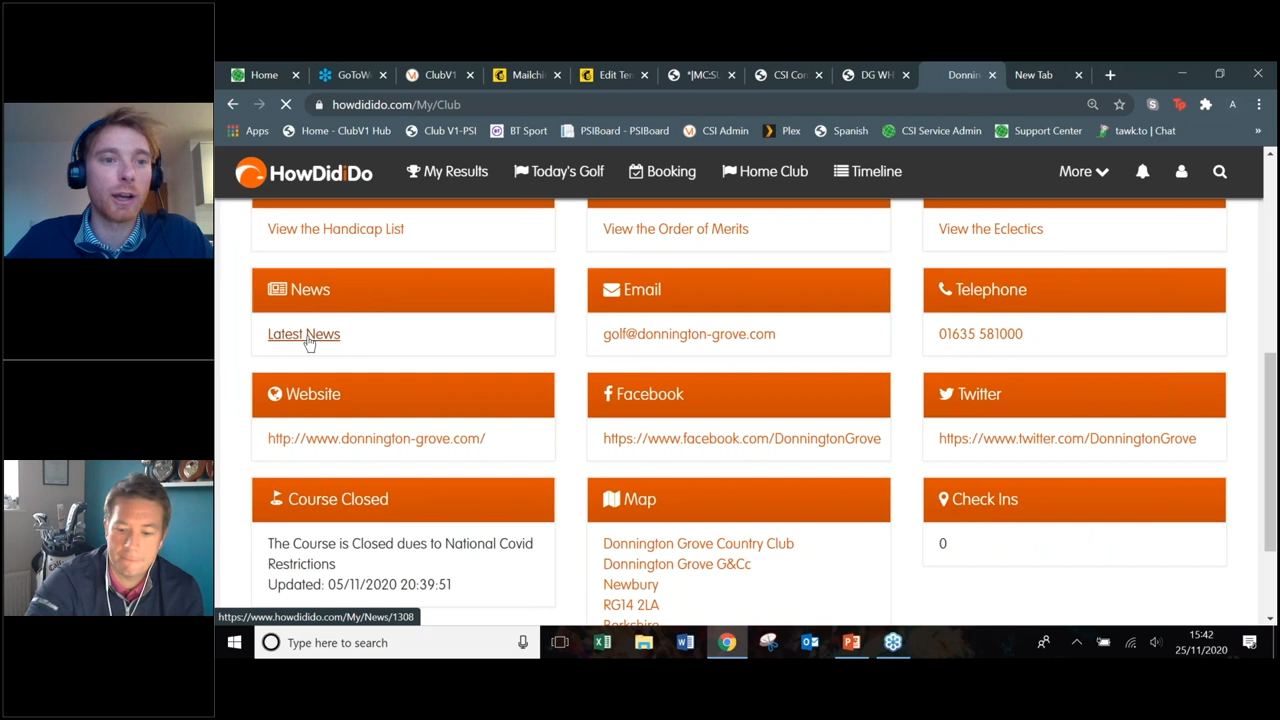 Home
GoToW
ClubV1
Mailchi
Edit Ten
*|MC:SU
CSI Con
DG WH
Donnin
New Tab
howdidido.com/My/Club
A
Apps
Home - ClubV1 Hub
Club V1-PSI
BT Sport
PSIBoard - PSIBoard
CSI Admin
Plex
Spanish
CSI Service Admin
Support Center
tawk.to | Chat
»
HowDidiDo
My Results
Today's Golf
Booking
Home Club
Timeline
More
View the Handicap List
View the Order of Merits
View the Eclectics
News
Email
Telephone
Latest News
golf@donnington-grove.com
01635 581000
Website
Facebook
Twitter
http://www.donnington-grove.com/
https://www.facebook.com/DonningtonGrove
https://www.twitter.com/DonningtonGrove
Course Closed
Map
Check Ins
The Course is Closed dues to National Covid
Restrictions
Updated: 05/11/2020 20:39:51
Donnington Grove Country Club
Donnington Grove G&Cc
Newbury
RG14 2LA
Berkshire
0
https://www.howdidido.com/My/News/1308
Type here to search
15:42
25/11/2020